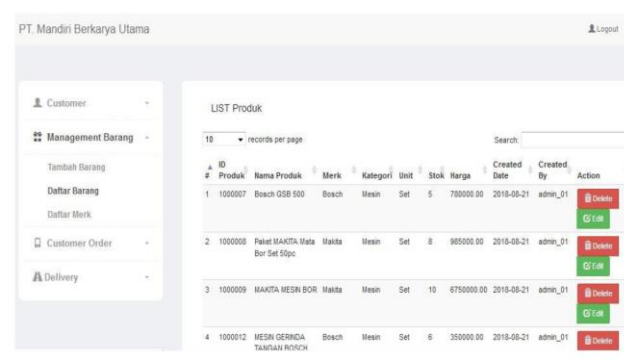 PT. Mandiri Berkarya Utama
Logout
Customer
Management Barang
Tambah Barang
Daftar Barang
Daftar Merk
Customer Order
Delivery
LIST Produk
10 records per page
Search:
# ID Produk Nama Produk Merk Kategori Unit Stok Harga Created Date Created By Action
1 1000007 Bosch GSB 500 Bosch Mesin Set 5 780000.00 2018-08-21 admin_01 Delete
Edit
2 1000008 Paket MAKITA Mata Makita Mesin Set 8 985000.00 2018-08-21 admin_01 Delete
Bor Set 50pc
Edit
3 1000009 MAKITA MESIN BOR Makita Mesin Set 10 6750000.00 2018-08-21 admin_01 Delete
Edit
4 1000012 MESIN GERINDA Bosch Mesin Set 6 350000.00 2018-08-21 admin_01 Delete
TANGAN BOSCH